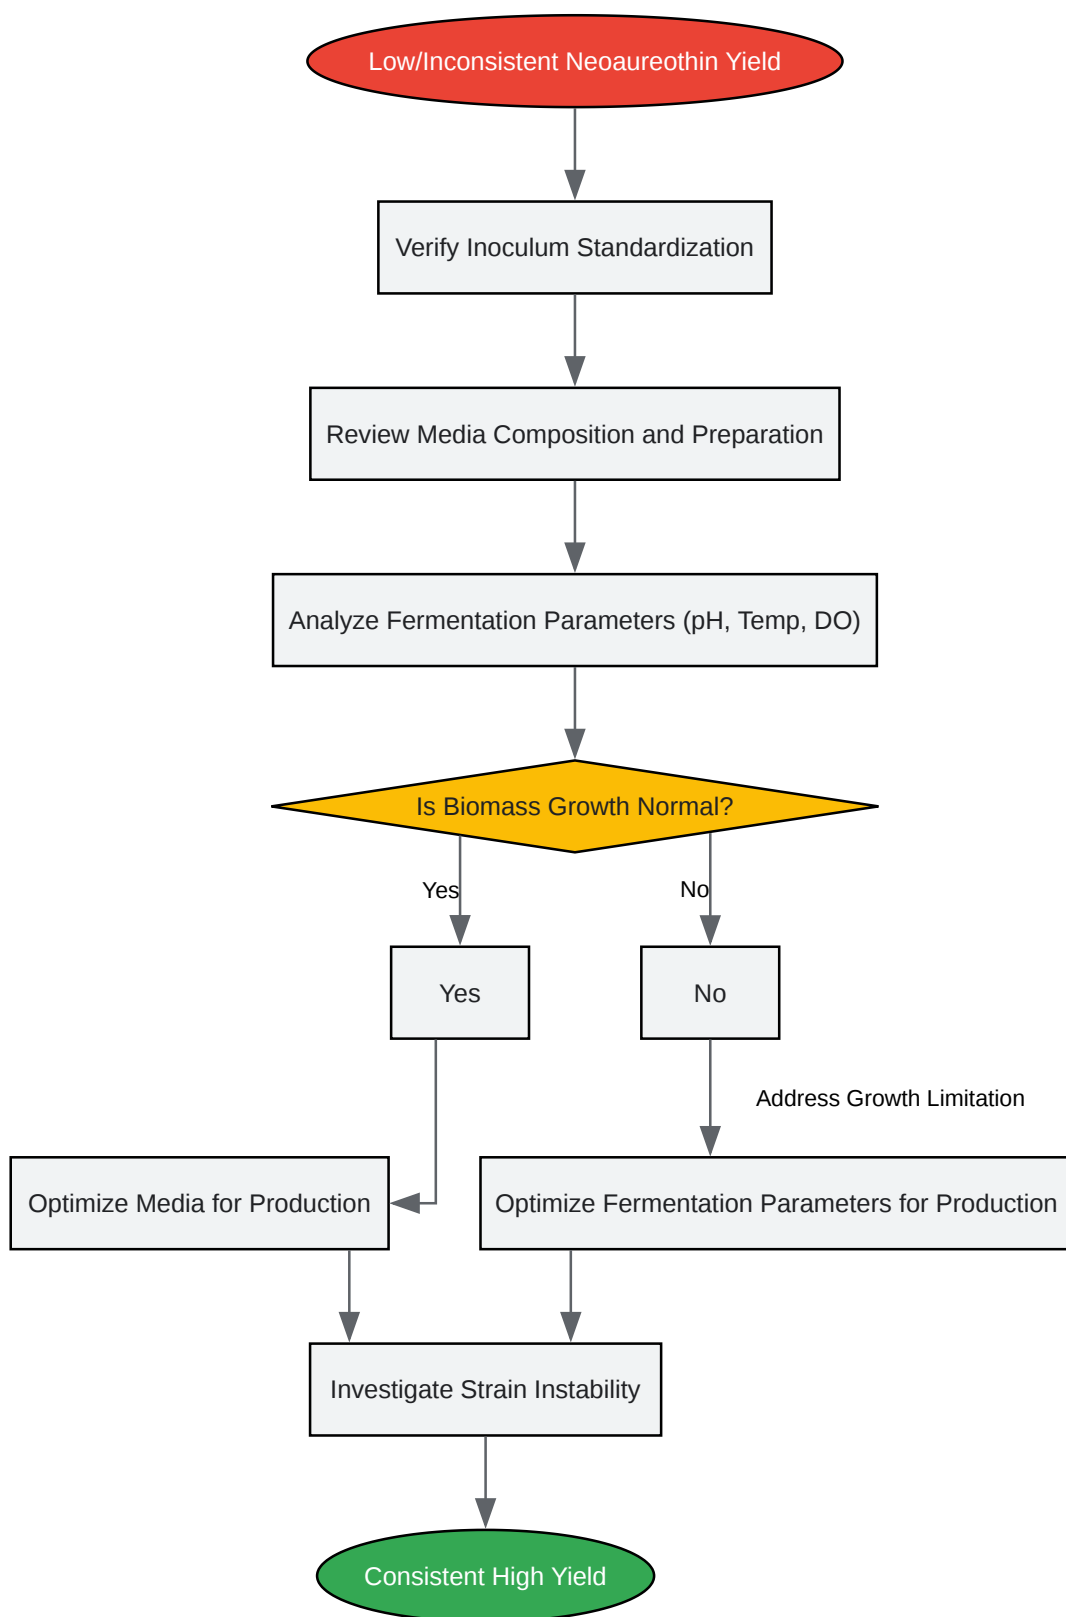 Low/Inconsistent Neoaureothin Yield
Verify Inoculum Standardization
Review Media Composition and Preparation
Analyze Fermentation Parameters (pH, Temp, DO)
Is Biomass Growth Normal?
Yes
No
Yes
No
Address Growth Limitation
Optimize Media for Production
Optimize Fermentation Parameters for Production
Investigate Strain Instability
Consistent High Yield